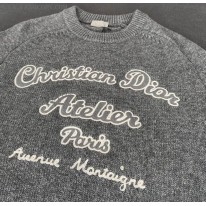 Christian Dior
Atelier
Paris
Avenue Montaigne